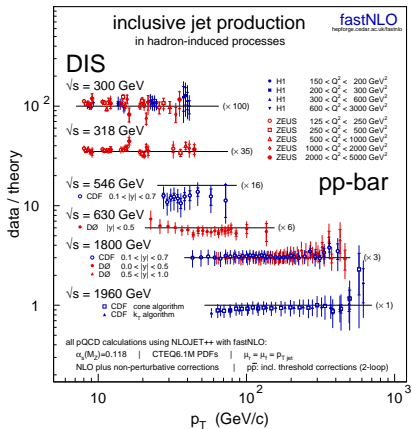 inclusive jet production
in hadron-induced processes
fastNLO
hepforge.cedar.ac.uk/fastnlo
DIS
√s = 300 GeV
(× 100)
H1 150 < Q² < 200 GeV²
H1 200 < Q² < 300 GeV²
H1 300 < Q² < 600 GeV²
H1 600 < Q² < 3000 GeV²
ZEUS 125 < Q² < 250 GeV²
ZEUS 250 < Q² < 500 GeV²
ZEUS 500 < Q² < 1000 GeV²
ZEUS 1000 < Q² < 2000 GeV²
ZEUS 2000 < Q² < 5000 GeV²
√s = 318 GeV
(× 35)
pp-bar
√s = 546 GeV
(× 16)
CDF 0.1 < |y| < 0.7
√s = 630 GeV
(× 6)
DØ |y| < 0.5
√s = 1800 GeV
(× 3)
CDF 0.1 < |y| < 0.7
DØ 0.0 < |y| < 0.5
DØ 0.5 < |y| < 1.0
√s = 1960 GeV
(× 1)
CDF cone algorithm
CDF k_T algorithm
all pQCD calculations using NLOJET++ with fastNLO:
α_s(M_Z)=0.118 | CTEQ6.1M PDFs | μ_r = μ_f = p_T jet
NLO plus non-perturbative corrections | pp̄: incl. threshold corrections (2-loop)
data / theory
10²
10
1
10
10²
10³
p_T (GeV/c)